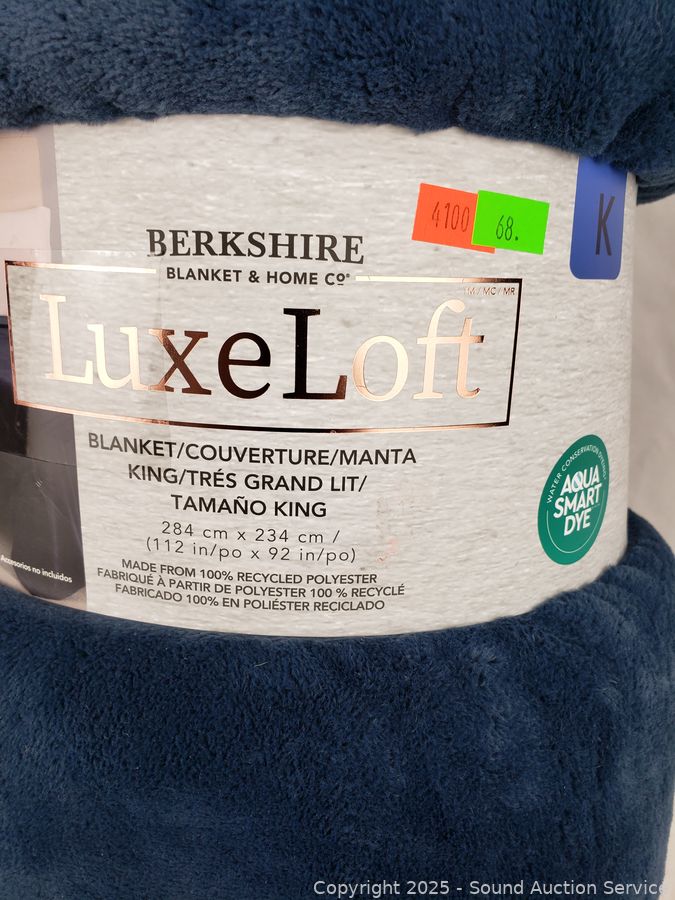 4100
68.
K
BERKSHIRE
BLANKET & HOME Cº®
TM / MC / MR
LuxeLoft
BLANKET/COUVERTURE/MANTA
KING/TRÉS GRAND LIT/
TAMAÑO KING
284 cm x 234 cm /
(112 in/po x 92 in/po)
MADE FROM 100% RECYCLED POLYESTER
FABRIQUÉ À PARTIR DE POLYESTER 100 % RECYCLÉ
FABRICADO 100% EN POLIÉSTER RECICLADO
WATER CONSERVATION DYEING
AQUA
SMART
DYE
Accesorios no incluidos
Copyright 2025 - Sound Auction Service